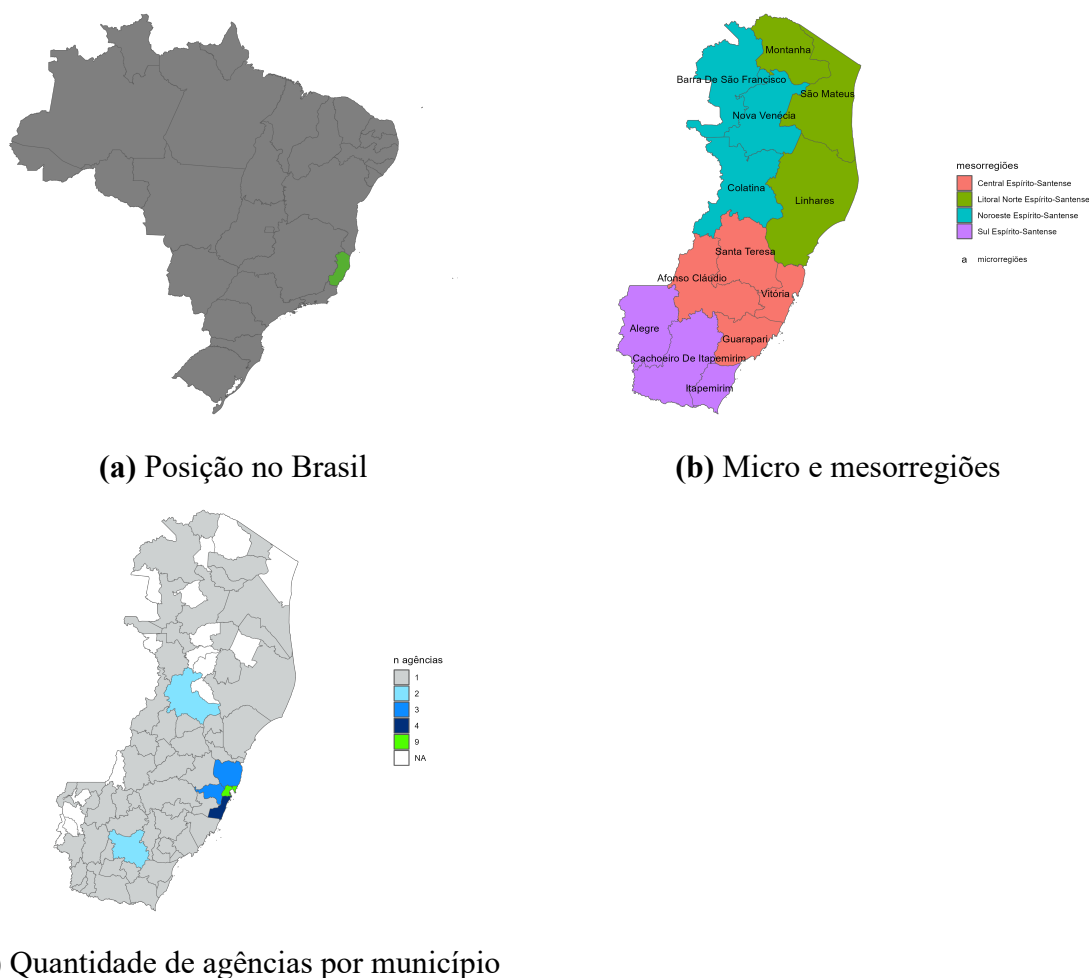 Montanha
Barra De São Francisco
São Mateus
Nova Venécia
Colatina
Linhares
Santa Teresa
Afonso Cláudio
Vitória
Alegre
Guarapari
Cachoeiro De Itapemirim
Itapemirim
mesorregiões
Central Espírito-Santense
Litoral Norte Espírito-Santense
Noroeste Espírito-Santense
Sul Espírito-Santense
a microrregiões
(a) Posição no Brasil
(b) Micro e mesorregiões
n agências
1
2
3
4
9
NA
) Quantidade de agências por município